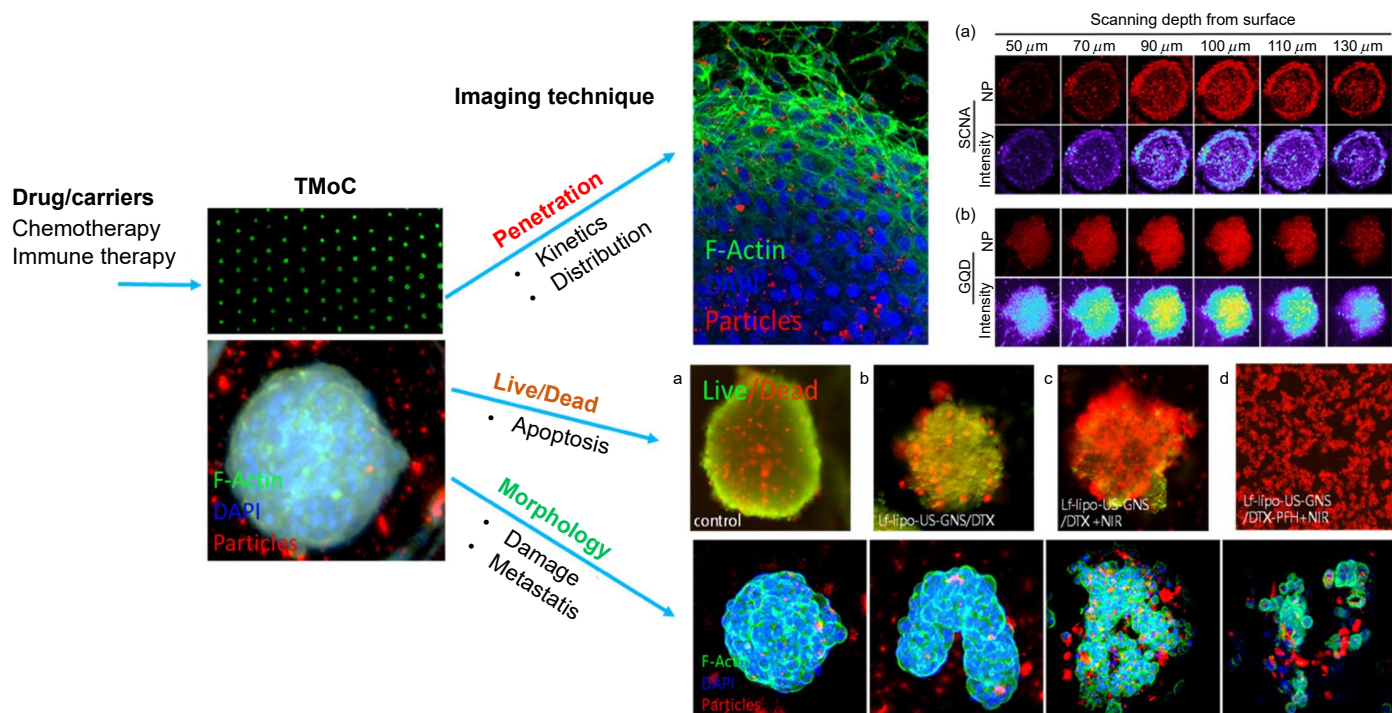 Drug/carriers
Chemotherapy
Immune therapy
TMoC
F-Actin
DAPI
Particles
Imaging technique
Penetration
• Kinetics
• Distribution
Live/Dead
• Apoptosis
Morphology
• Damage
• Metastatis
F-Actin
DAPI
Particles
Scanning depth from surface
(a)
50 μm 70 μm 90 μm 100 μm 110 μm 130 μm
SCNA
NP
Intensity
(b)
GQD
NP
Intensity
a
Live/Dead
control
b
Lf-lipo-US-GNS/DTX
c
Lf-lipo-US-GNS
/DTX +NIR
d
Lf-lipo-US-GNS
/DTX-PFH+NIR
F-Actin
DAPI
Particles